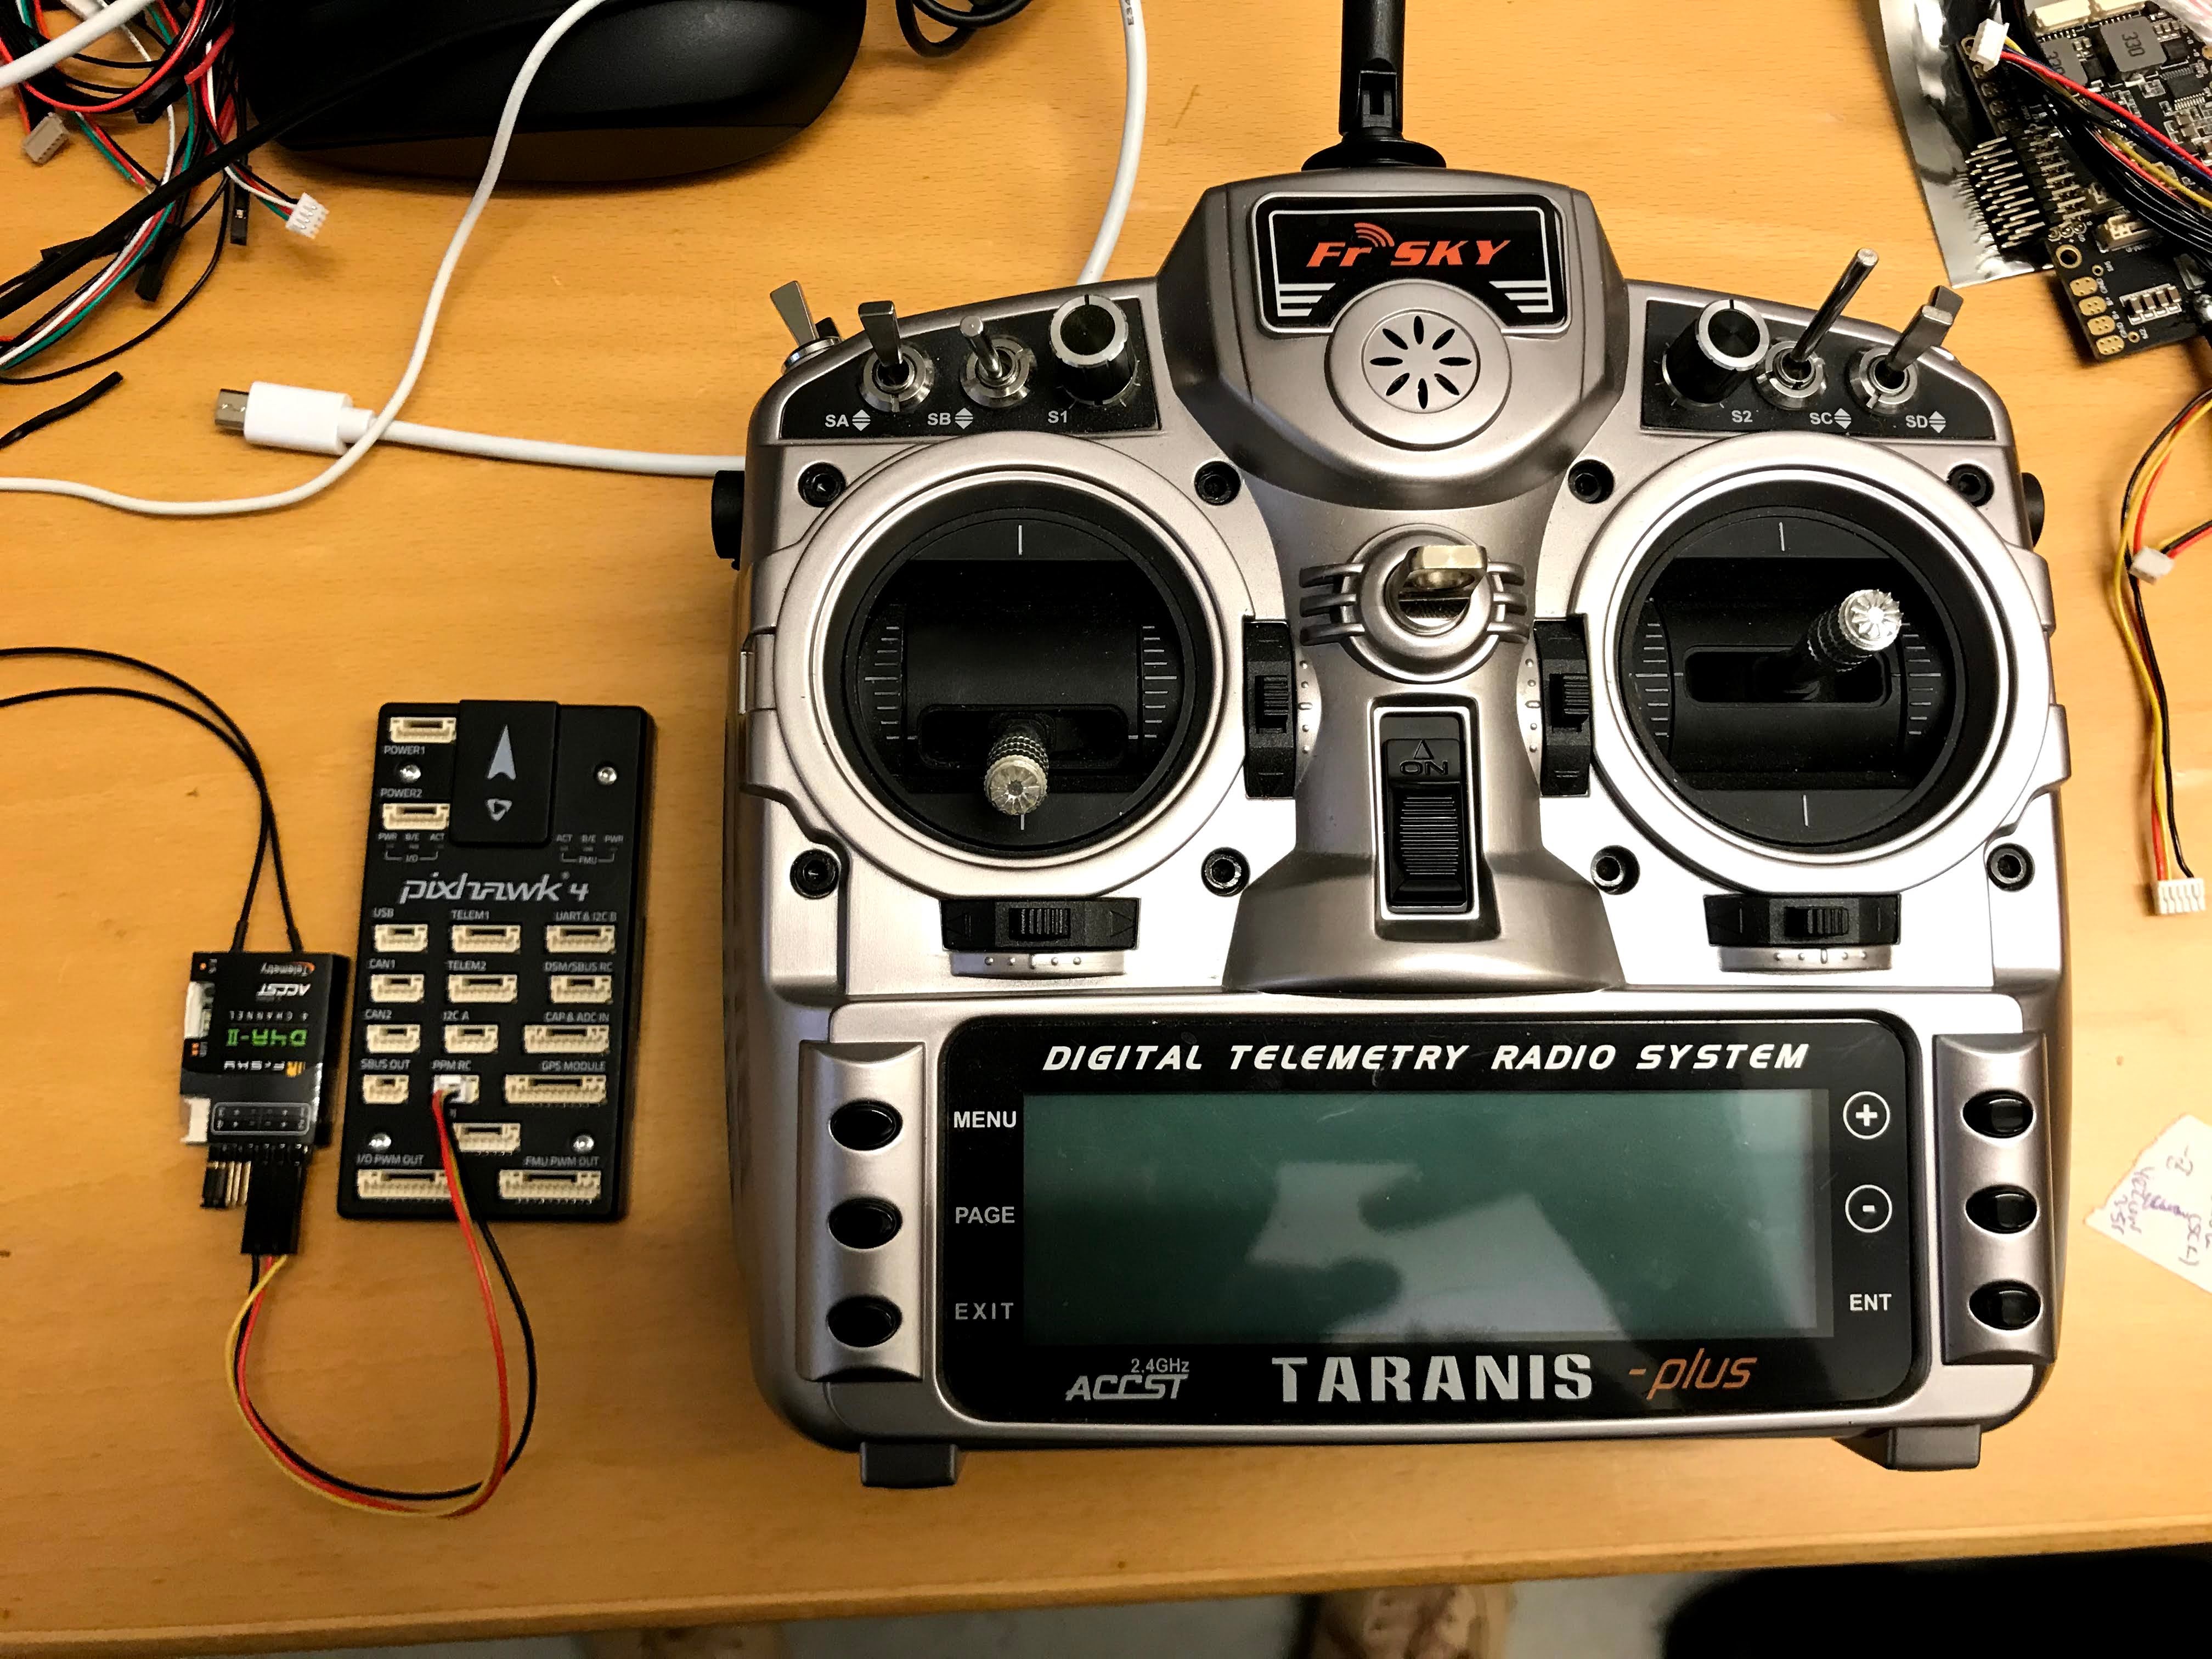 FrSKY
SA
SB
S1
S2
SC
SD
ON
DIGITAL TELEMETRY RADIO SYSTEM
MENU
PAGE
EXIT
+
-
ENT
2.4GHz
ACCST
TARANIS -plus
POWER1
POWER2
PWR B/E ACT
I/O
ACT B/E PWR
FMU
pixhawk® 4
USB TELEM1 UART & I2C B
CAN1 TELEM2 DSM/SBUS RC
CAN2 I2C A CAP & ADC IN
SBUS OUT PPM RC GPS MODULE
I/O PWM OUT FMU PWM OUT
FrSKY
D4R-II
4 CHANNEL
ACCST
Telemetry
330